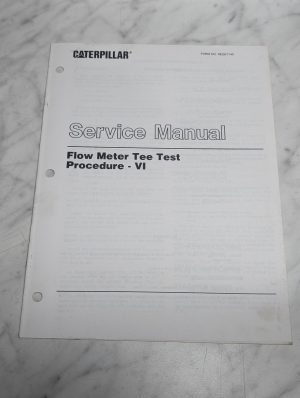 CATERPILLAR®
Service Manual
Flow Meter Tee Test
Procedure - VI